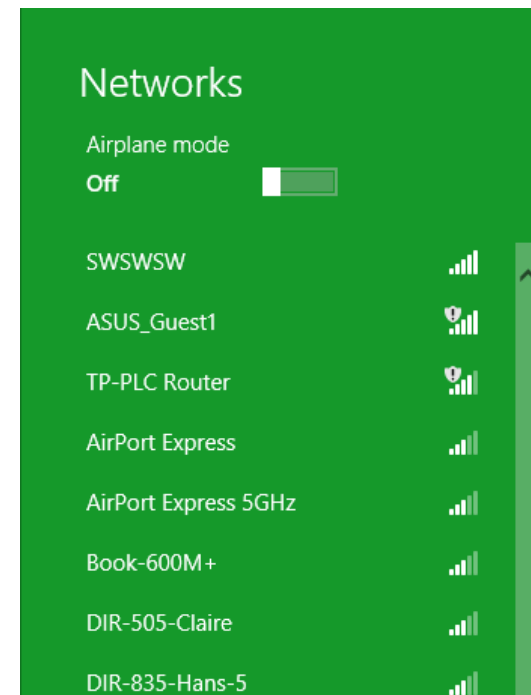 Networks
Airplane mode
Off
SWSWSW
ASUS_Guest1
TP-PLC Router
AirPort Express
AirPort Express 5GHz
Book-600M+
DIR-505-Claire
DIR-835-Hans-5